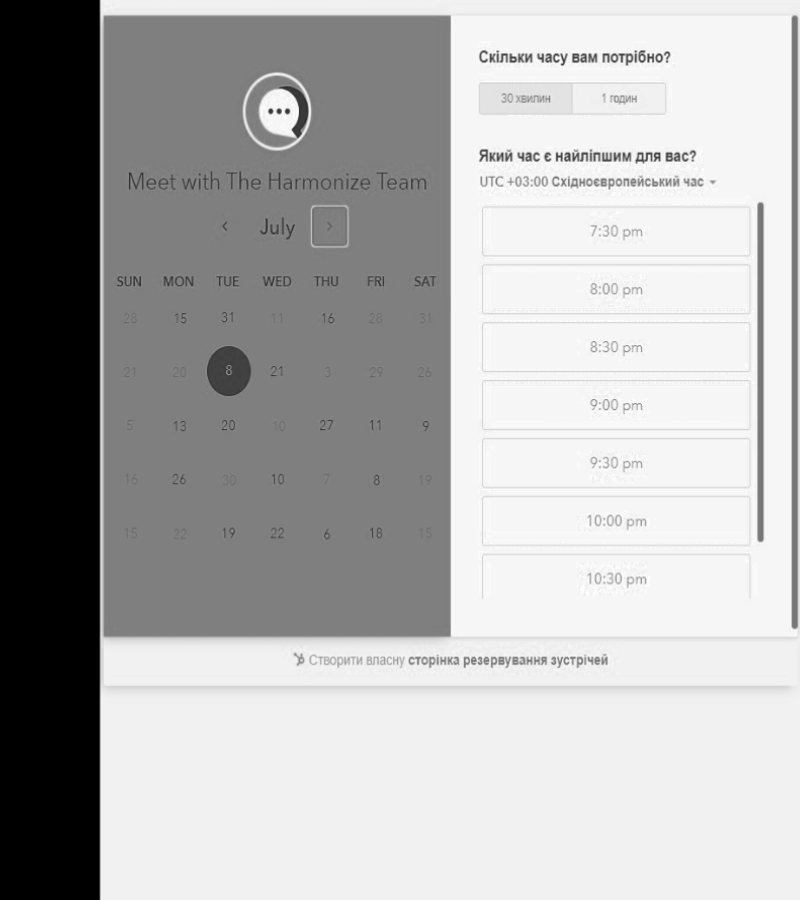 Meet with The Harmonize Team
July
SUN MON TUE WED THU FRI SAT
28 15 31 11 16 28 31
21 20 8 21 3 29 26
5 13 20 10 27 11 9
16 26 30 10 7 8 19
15 22 19 22 6 18 15
Скільки часу вам потрібно?
30 хвилин 1 годин
Який час є найліпшим для вас?
UTC +03:00 Східноєвропейський час
7:30 pm
8:00 pm
8:30 pm
9:00 pm
9:30 pm
10:00 pm
10:30 pm
Створити власну сторінка резервування зустрічей